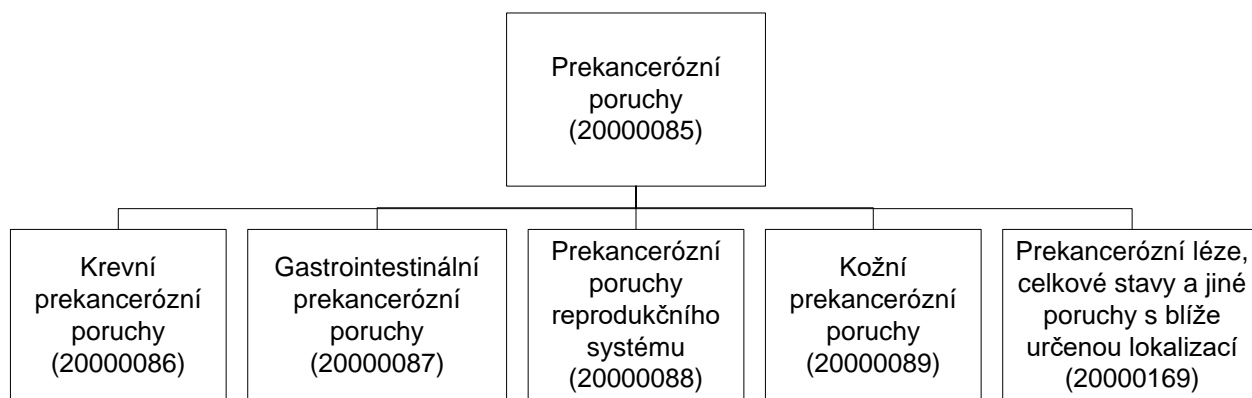 Prekancerózní
poruchy
(20000085)
Krevní
prekancerózní
poruchy
(20000086)
Gastrointestinální
prekancerózní
poruchy
(20000087)
Prekancerózní
poruchy
reprodukčního
systému
(20000088)
Kožní
prekancerózní
poruchy
(20000089)
Prekancerózní léze,
celkové stavy a jiné
poruchy s blíže
určenou lokalizací
(20000169)